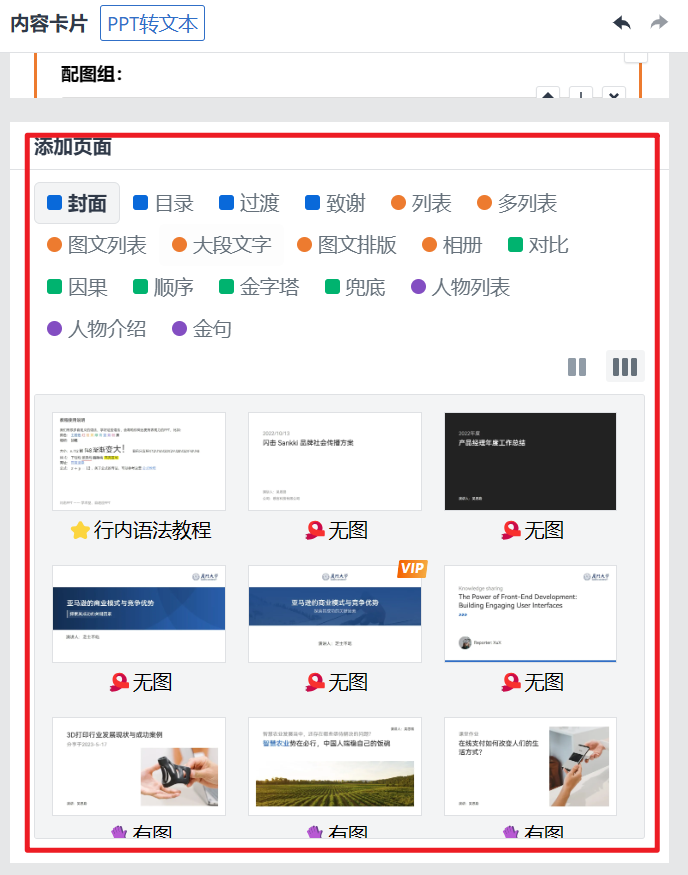 内容卡片 PPT转文本
配图组：
添加页面
封面 目录 过渡 致谢 列表 多列表
图文列表 大段文字 图文排版 相册 对比
因果 顺序 金字塔 兜底 人物列表
人物介绍 金句
2023/10/13
闪击 Sankki 品牌社会传播方案
2022年度
产品经理年度工作总结
行内语法教程 无图 无图
亚马逊的商业模式与竞争优势
VIP
亚马逊的商业模式与竞争优势
Knowledge sharing
The Power of Front-End Development:
Building Engaging User Interfaces
无图 无图 无图
3D打印行业发展现状与成功案例
智慧农业势在必行，中国人端稳自己的饭碗
在线支付如何改变人们的生
活方式?
有图 有图 有图